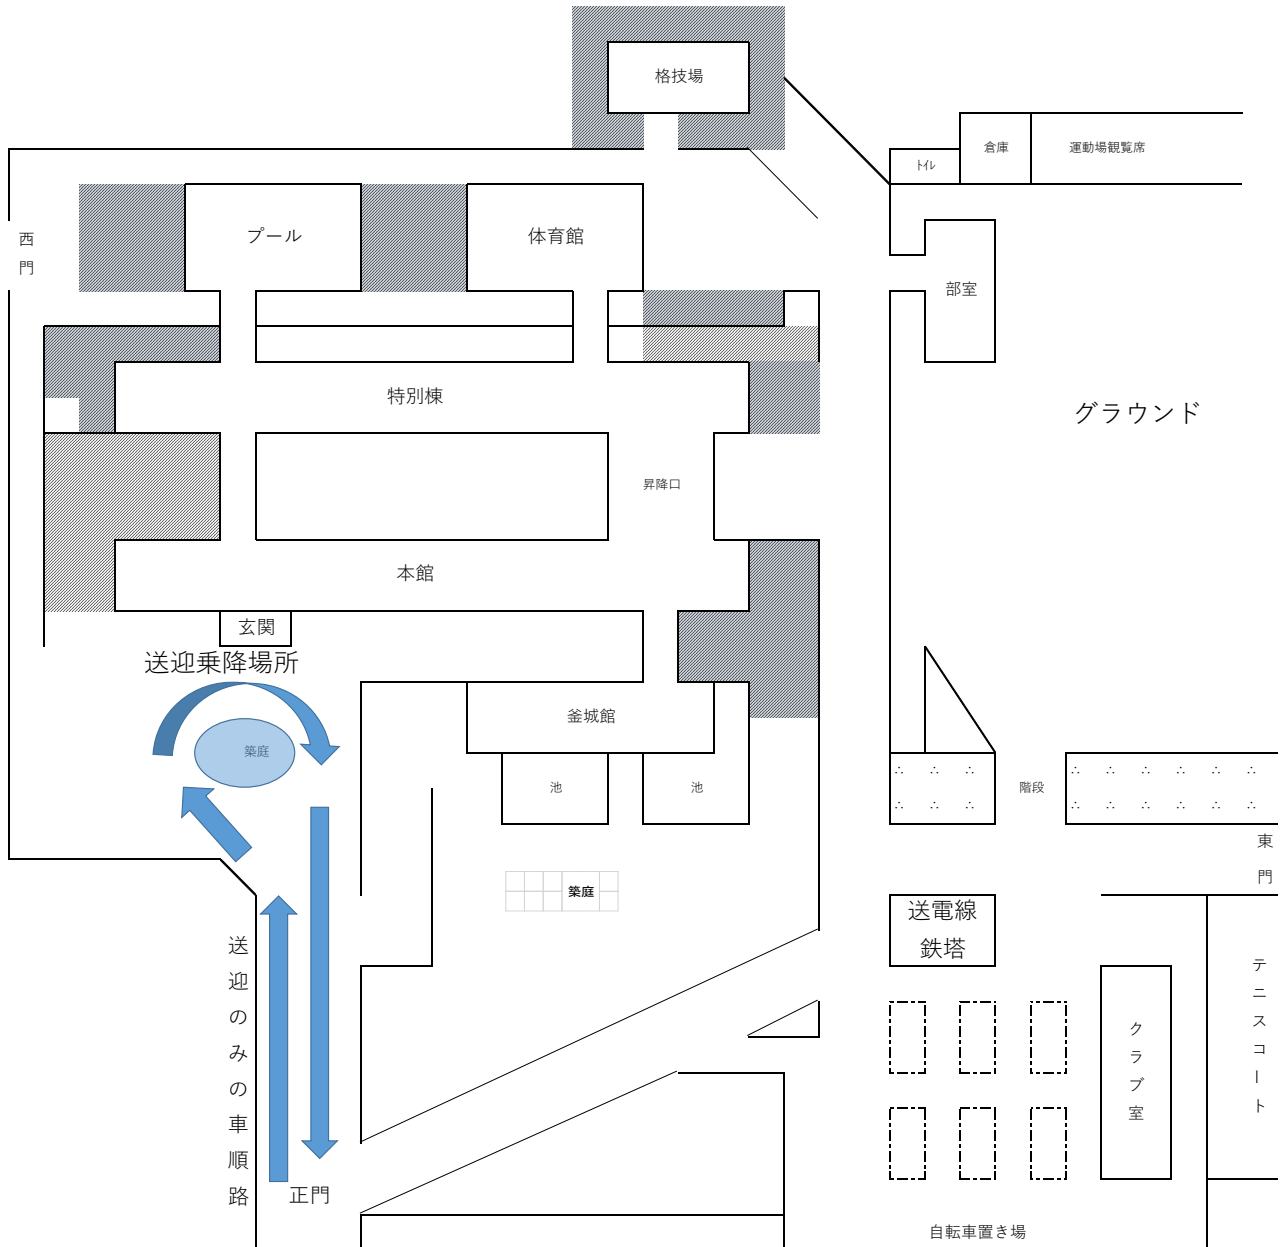 格技場
ﾄｲﾚ
倉庫
運動場観覧席
西門
プール
体育館
部室
特別棟
グラウンド
昇降口
本館
玄関
送迎乗降場所
釜城館
築庭
池
池
階段
∴ ∴ ∴
∴ ∴ ∴
∴ ∴ ∴ ∴ ∴ ∴
∴ ∴ ∴ ∴ ∴ ∴
東門
築庭
送電線
鉄塔
送迎のみの車順路
テニスコート
クラブ室
正門
自転車置き場